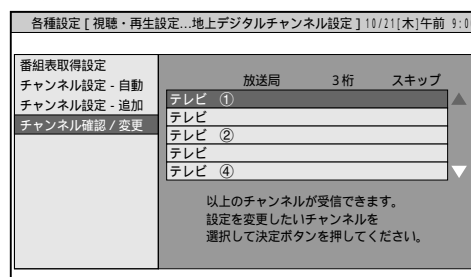 各種設定 [ 視聴・再生設定...地上デジタルチャンネル設定 ] 10/21[木]午前 9:0
番組表取得設定
チャンネル設定 - 自動
チャンネル設定 - 追加
チャンネル確認 / 変更
放送局 3桁 スキップ
テレビ ①
テレビ
テレビ ②
テレビ
テレビ ④
以上のチャンネルが受信できます。
設定を変更したいチャンネルを
選択して決定ボタンを押してください。